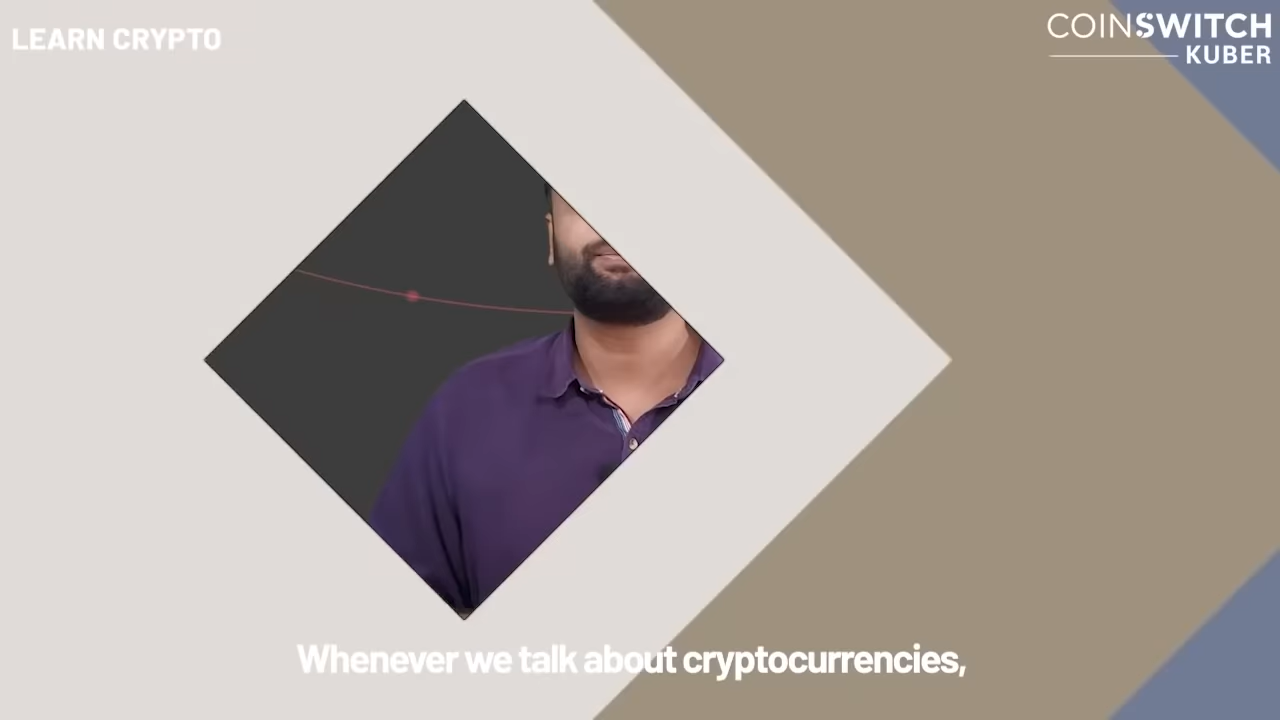 LEARN CRYPTO
COINSWITCH
KUBER
Whenever we talk about cryptocurrencies,